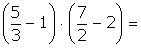 (5/3 − 1) · (7/2 − 2) =